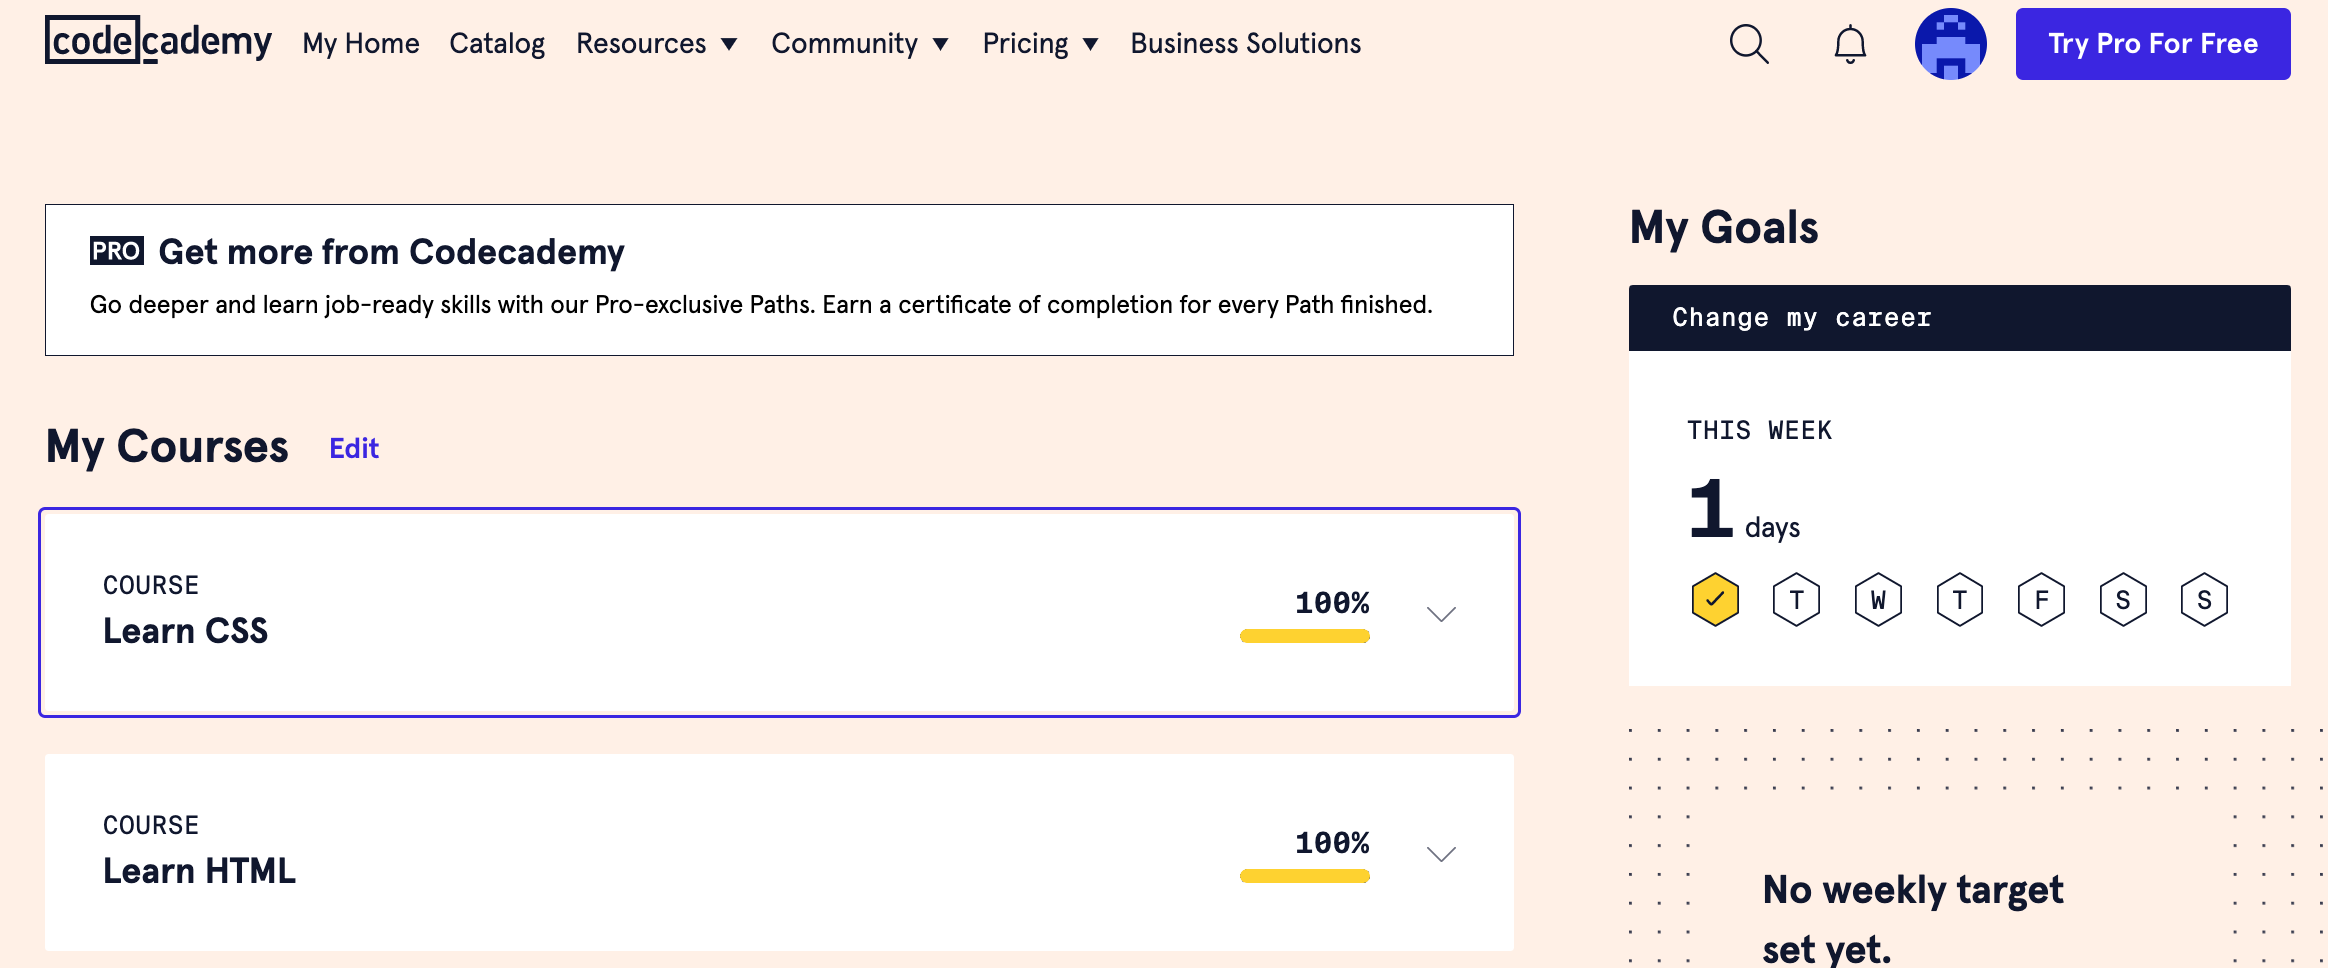 codecademy My Home Catalog Resources Community Pricing Business Solutions Try Pro For Free
PRO Get more from Codecademy
Go deeper and learn job-ready skills with our Pro-exclusive Paths. Earn a certificate of completion for every Path finished.
My Courses Edit
COURSE
Learn CSS
100%
COURSE
Learn HTML
100%
My Goals
Change my career
THIS WEEK
1 days
T W T F S S
No weekly target
set yet.